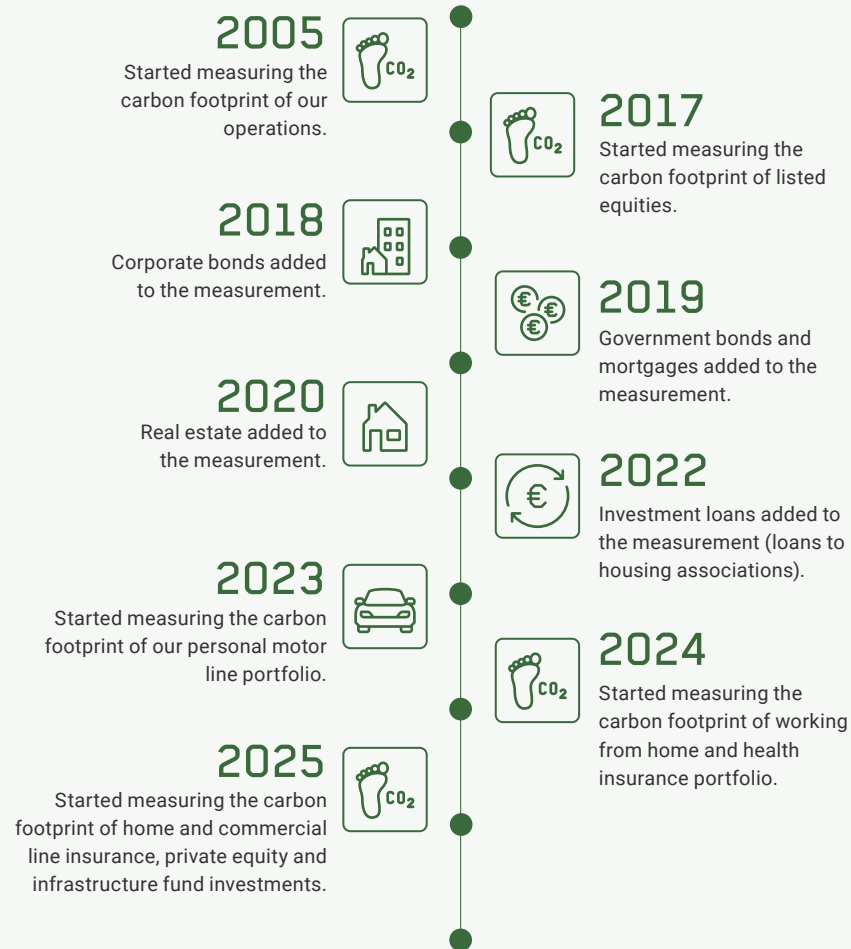 2005
CO₂
Started measuring the
carbon footprint of our
operations.
2017
CO₂
Started measuring the
carbon footprint of listed
equities.
2018
Corporate bonds added
to the measurement.
2019
€
€
€
Government bonds and
mortgages added to the
measurement.
2020
Real estate added to
the measurement.
2022
€
Investment loans added to
the measurement (loans to
housing associations).
2023
Started measuring the carbon
footprint of our personal motor
line portfolio.
2024
CO₂
Started measuring the
carbon footprint of working
from home and health
insurance portfolio.
2025
CO₂
Started measuring the carbon
footprint of home and commercial
line insurance, private equity and
infrastructure fund investments.